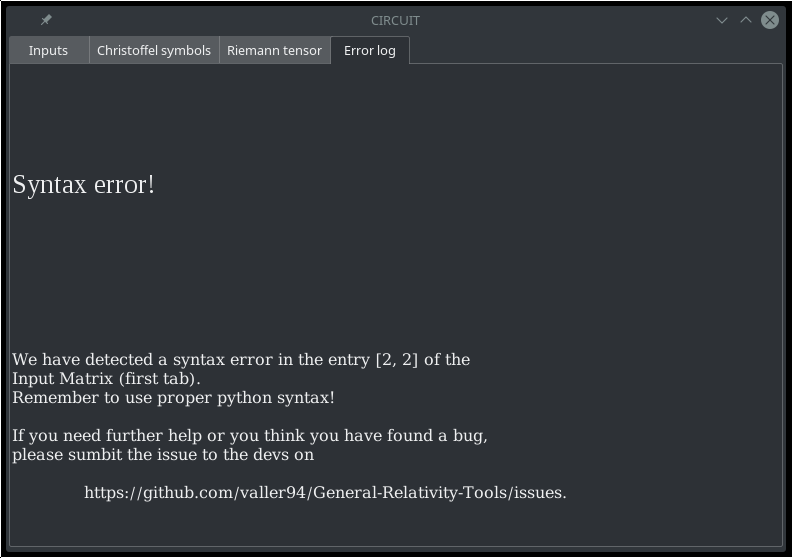 CIRCUIT
Inputs Christoffel symbols Riemann tensor Error log
Syntax error!
We have detected a syntax error in the entry [2, 2] of the
Input Matrix (first tab).
Remember to use proper python syntax!
If you need further help or you think you have found a bug,
please sumbit the issue to the devs on
https://github.com/valler94/General-Relativity-Tools/issues.